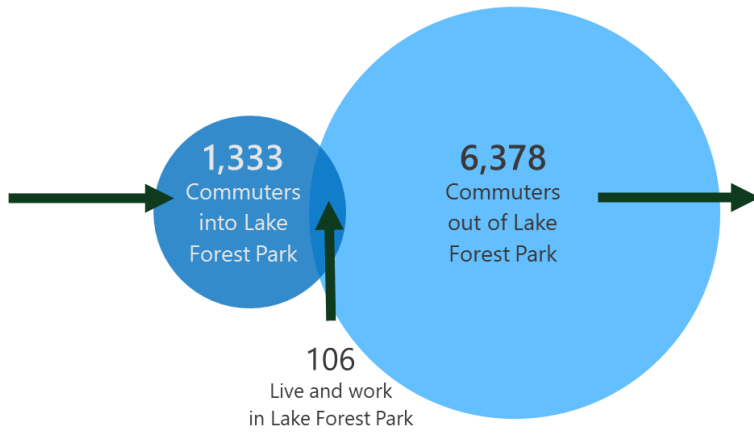 1,333
Commuters
into Lake
Forest Park
6,378
Commuters
out of Lake
Forest Park
106
Live and work
in Lake Forest Park